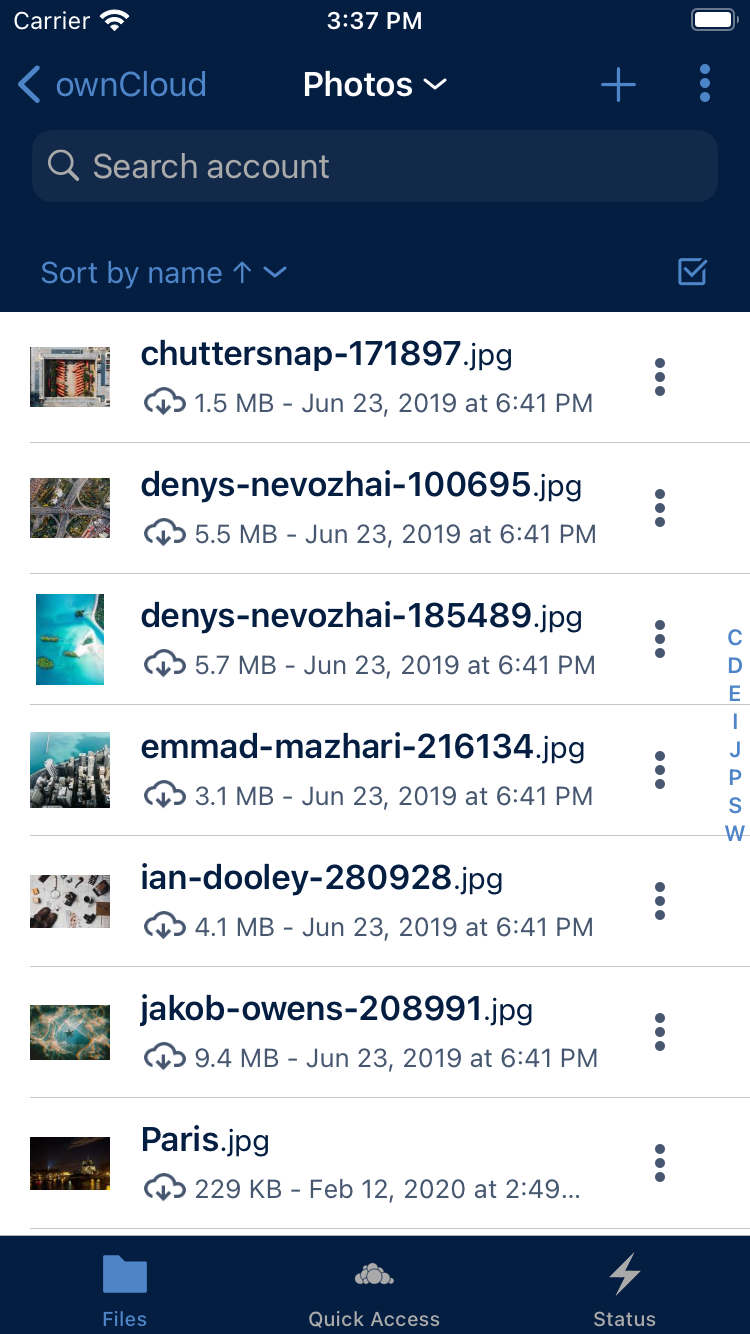 Carrier 3:37 PM
ownCloud Photos
Search account
Sort by name ↑
chuttersnap-171897.jpg
1.5 MB - Jun 23, 2019 at 6:41 PM
denys-nevozhai-100695.jpg
5.5 MB - Jun 23, 2019 at 6:41 PM
denys-nevozhai-185489.jpg
5.7 MB - Jun 23, 2019 at 6:41 PM
emmad-mazhari-216134.jpg
3.1 MB - Jun 23, 2019 at 6:41 PM
ian-dooley-280928.jpg
4.1 MB - Jun 23, 2019 at 6:41 PM
jakob-owens-208991.jpg
9.4 MB - Jun 23, 2019 at 6:41 PM
Paris.jpg
229 KB - Feb 12, 2020 at 2:49...
C
D
E
I
J
P
S
W
Files Quick Access Status